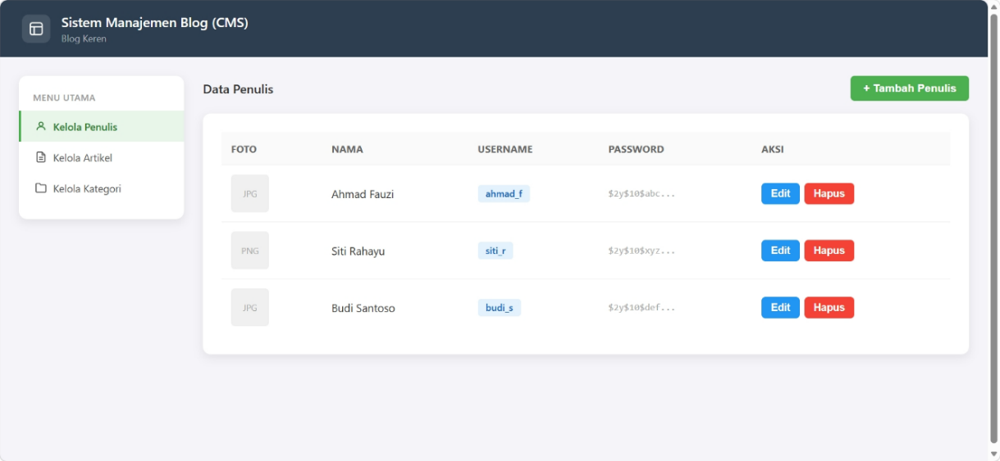 Sistem Manajemen Blog (CMS)
Blog Keren
MENU UTAMA
Kelola Penulis
Kelola Artikel
Kelola Kategori
Data Penulis
+ Tambah Penulis
FOTO NAMA USERNAME PASSWORD AKSI
JPG Ahmad Fauzi ahmad_f $2y$10$abc... Edit Hapus
PNG Siti Rahayu siti_r $2y$10$xyz... Edit Hapus
JPG Budi Santoso budi_s $2y$10$def... Edit Hapus